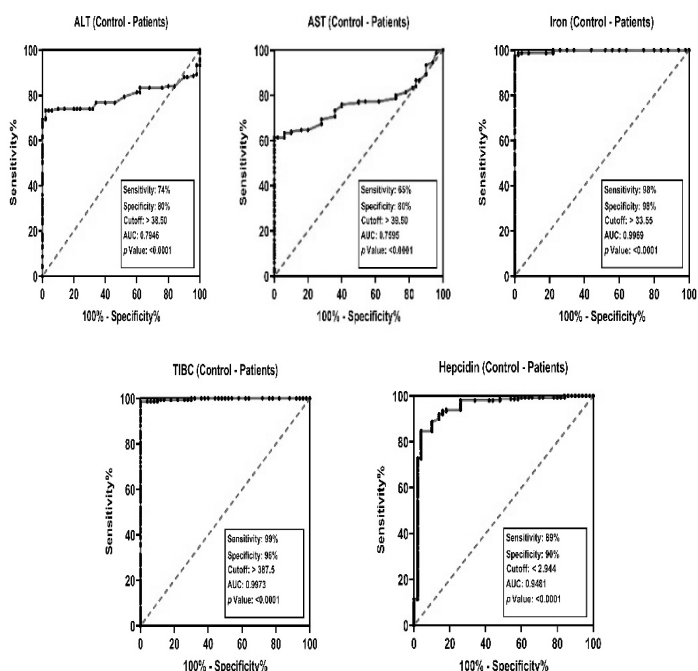 ALT (Control - Patients)
Sensitivity%
100
80
60
40
20
0
Sensitivity: 74%
Specificity: 80%
Cutoff: > 38.50
AUC: 0.7946
p Value: <0.0001
0 20 40 60 80 100
100% - Specificity%
AST (Control - Patients)
Sensitivity%
100
80
60
40
20
0
Sensitivity: 65%
Specificity: 80%
Cutoff: > 39.50
AUC: 0.7595
p Value: <0.0001
0 20 40 60 80 100
100% - Specificity%
Iron (Control - Patients)
Sensitivity%
100
80
60
40
20
0
Sensitivity: 98%
Specificity: 98%
Cutoff: > 33.55
AUC: 0.9969
p Value: <0.0001
0 20 40 60 80 100
100% - Specificity%
TIBC (Control - Patients)
Sensitivity%
100
80
60
40
20
0
Sensitivity: 99%
Specificity: 96%
Cutoff: > 387.5
AUC: 0.9973
p Value: <0.0001
0 20 40 60 80 100
100% - Specificity%
Hepcidin (Control - Patients)
Sensitivity%
100
80
60
40
20
0
Sensitivity: 89%
Specificity: 90%
Cutoff: < 2.944
AUC: 0.9481
p Value: <0.0001
0 20 40 60 80 100
100% - Specificity%